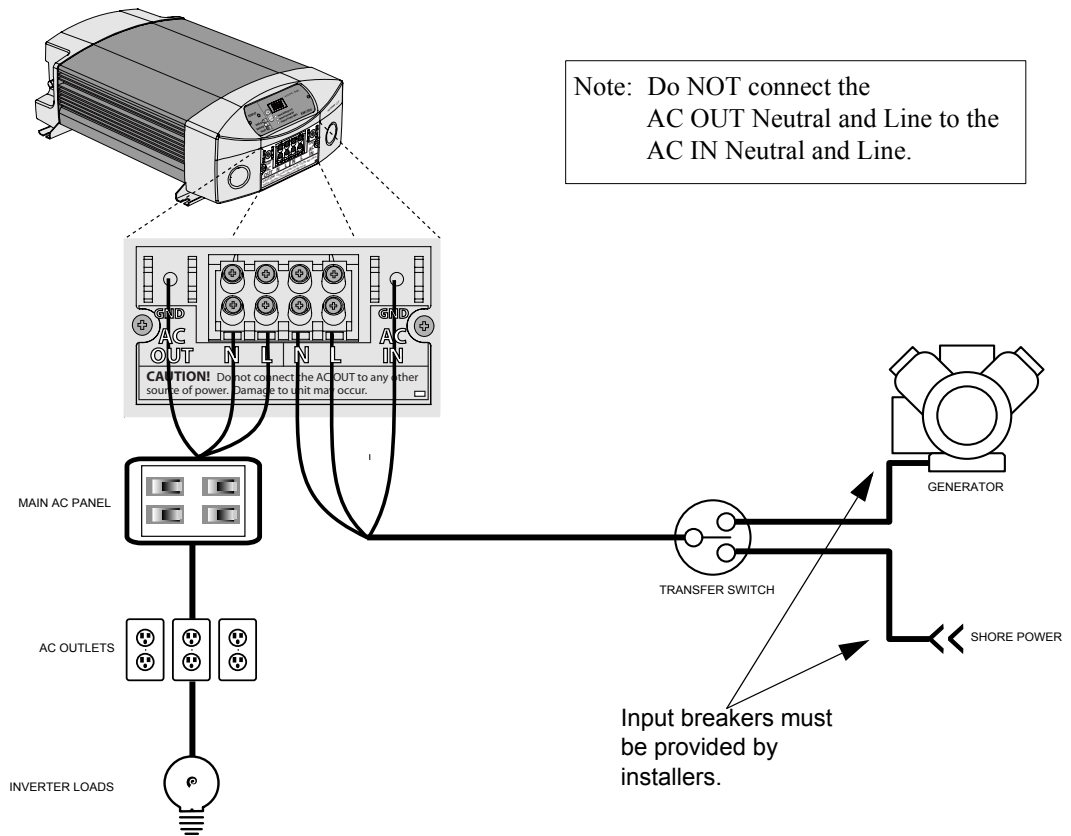 Note: Do NOT connect the
AC OUT Neutral and Line to the
AC IN Neutral and Line.
GND GND
AC AC
OUT N L N L IN
CAUTION! Do not connect the AC OUT to any other
source of power. Damage to unit may occur.
MAIN AC PANEL
GENERATOR
TRANSFER SWITCH
AC OUTLETS
SHORE POWER
Input breakers must
be provided by
installers.
INVERTER LOADS